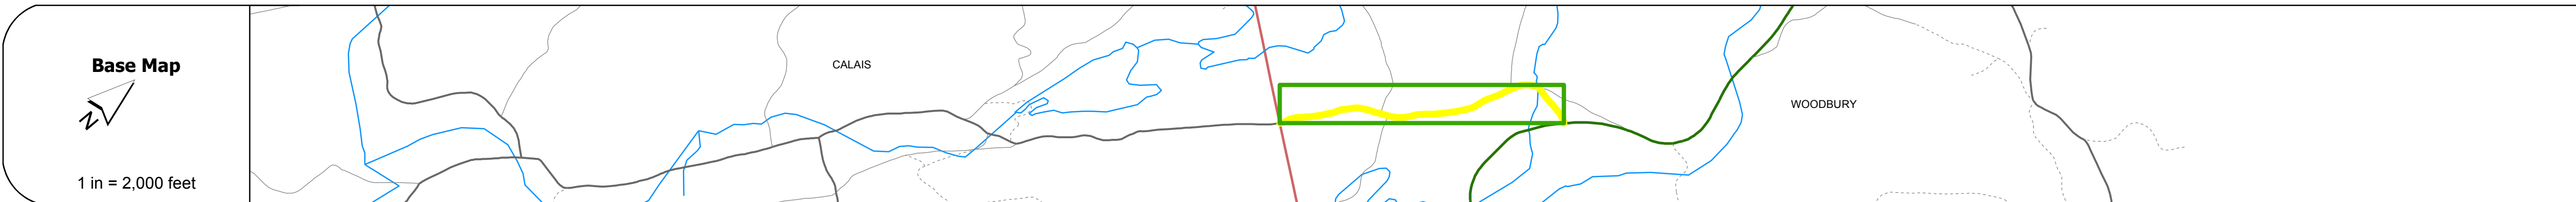 Base Map
N
1 in = 2,000 feet
CALAIS
WOODBURY